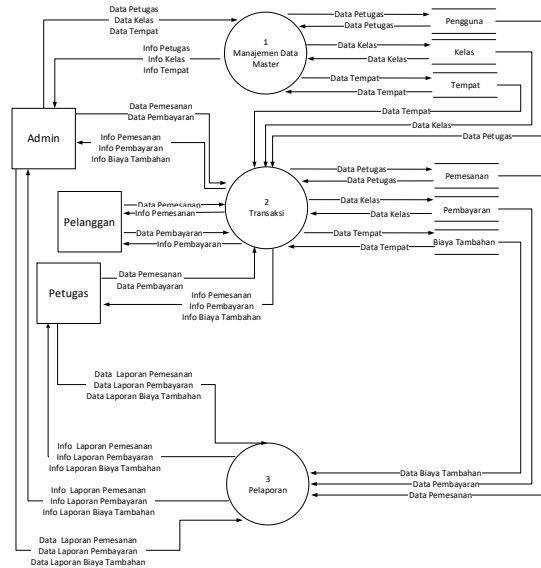 Data Petugas
Data Kelas
Data Tempat
Info Petugas
Info Kelas
Info Tempat
1
Manajemen Data
Master
Data Petugas
Data Petugas
Pengguna
Data Kelas
Data Kelas
Kelas
Data Tempat
Data Tempat
Tempat
Data Tempat
Data Kelas
Data Petugas
Admin
Data Pemesanan
Data Pembayaran
Info Pemesanan
Info Pembayaran
Info Biaya Tambahan
2
Transaksi
Data Petugas
Data Petugas
Pemesanan
Data Kelas
Data Kelas
Pembayaran
Data Tempat
Data Tempat
Biaya Tambahan
Pelanggan
Data Pemesanan
Info Pemesanan
Data Pembayaran
Info Pembayaran
Petugas
Data Pemesanan
Data Pembayaran
Info Pemesanan
Info Pembayaran
Info Biaya Tambahan
Data Laporan Pemesanan
Data Laporan Pembayaran
Data Laporan Biaya Tambahan
Info Laporan Pemesanan
Info Laporan Pembayaran
Info Laporan Biaya Tambahan
3
Pelaporan
Data Biaya Tambahan
Data Pembayaran
Data Pemesanan
Info Laporan Pemesanan
Info Laporan Pembayaran
Info Laporan Biaya Tambahan
Data Laporan Pemesanan
Data Laporan Pembayaran
Data Laporan Biaya Tambahan